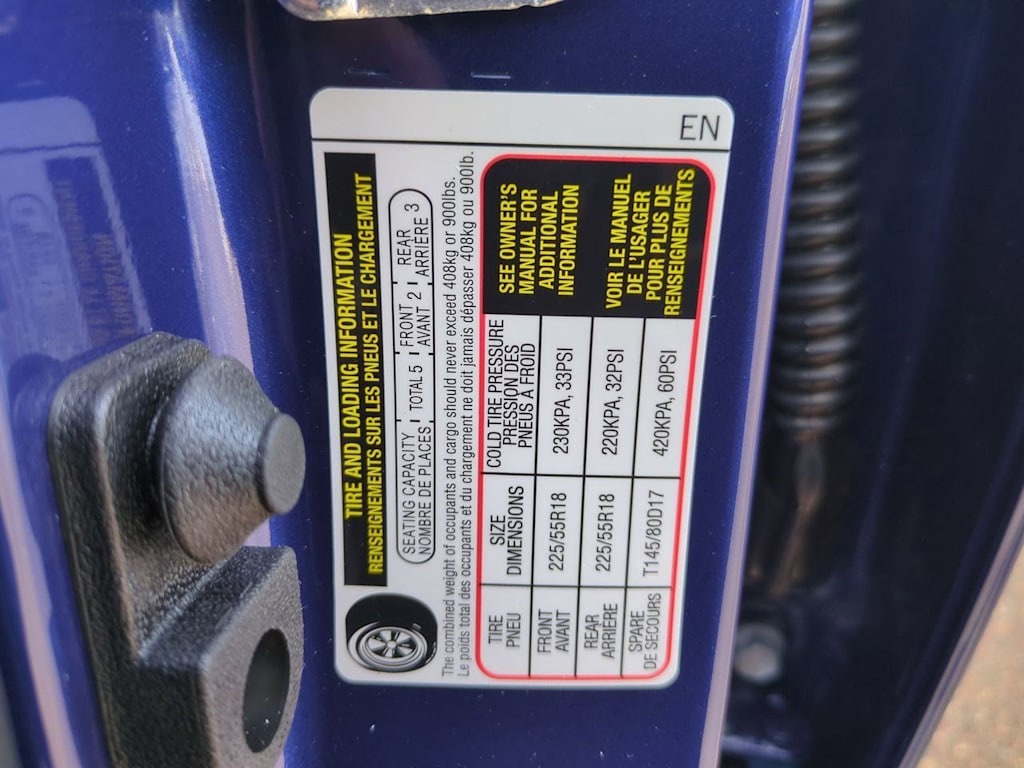 EN
TIRE AND LOADING INFORMATION
RENSEIGNEMENTS SUR LES PNEUS ET LE CHARGEMENT
SEATING CAPACITY
NOMBRE DE PLACES
TOTAL 5
FRONT
AVANT 2
REAR
ARRIÈRE 3
The combined weight of occupants and cargo should never exceed 408kg or 900lbs.
Le poids total des occupants et du chargement ne doit jamais dépasser 408kg ou 900lb.
TIRE
PNEU
SIZE
DIMENSIONS
COLD TIRE PRESSURE
PRESSION DES
PNEUS À FROID
FRONT
AVANT
225/55R18
230KPA, 33PSI
REAR
ARRIERE
225/55R18
220KPA, 32PSI
SPARE
DE SECOURS
T145/80D17
420KPA, 60PSI
SEE OWNER'S
MANUAL FOR
ADDITIONAL
INFORMATION
VOIR LE MANUEL
DE L'USAGER
POUR PLUS DE
RENSEIGNEMENTS